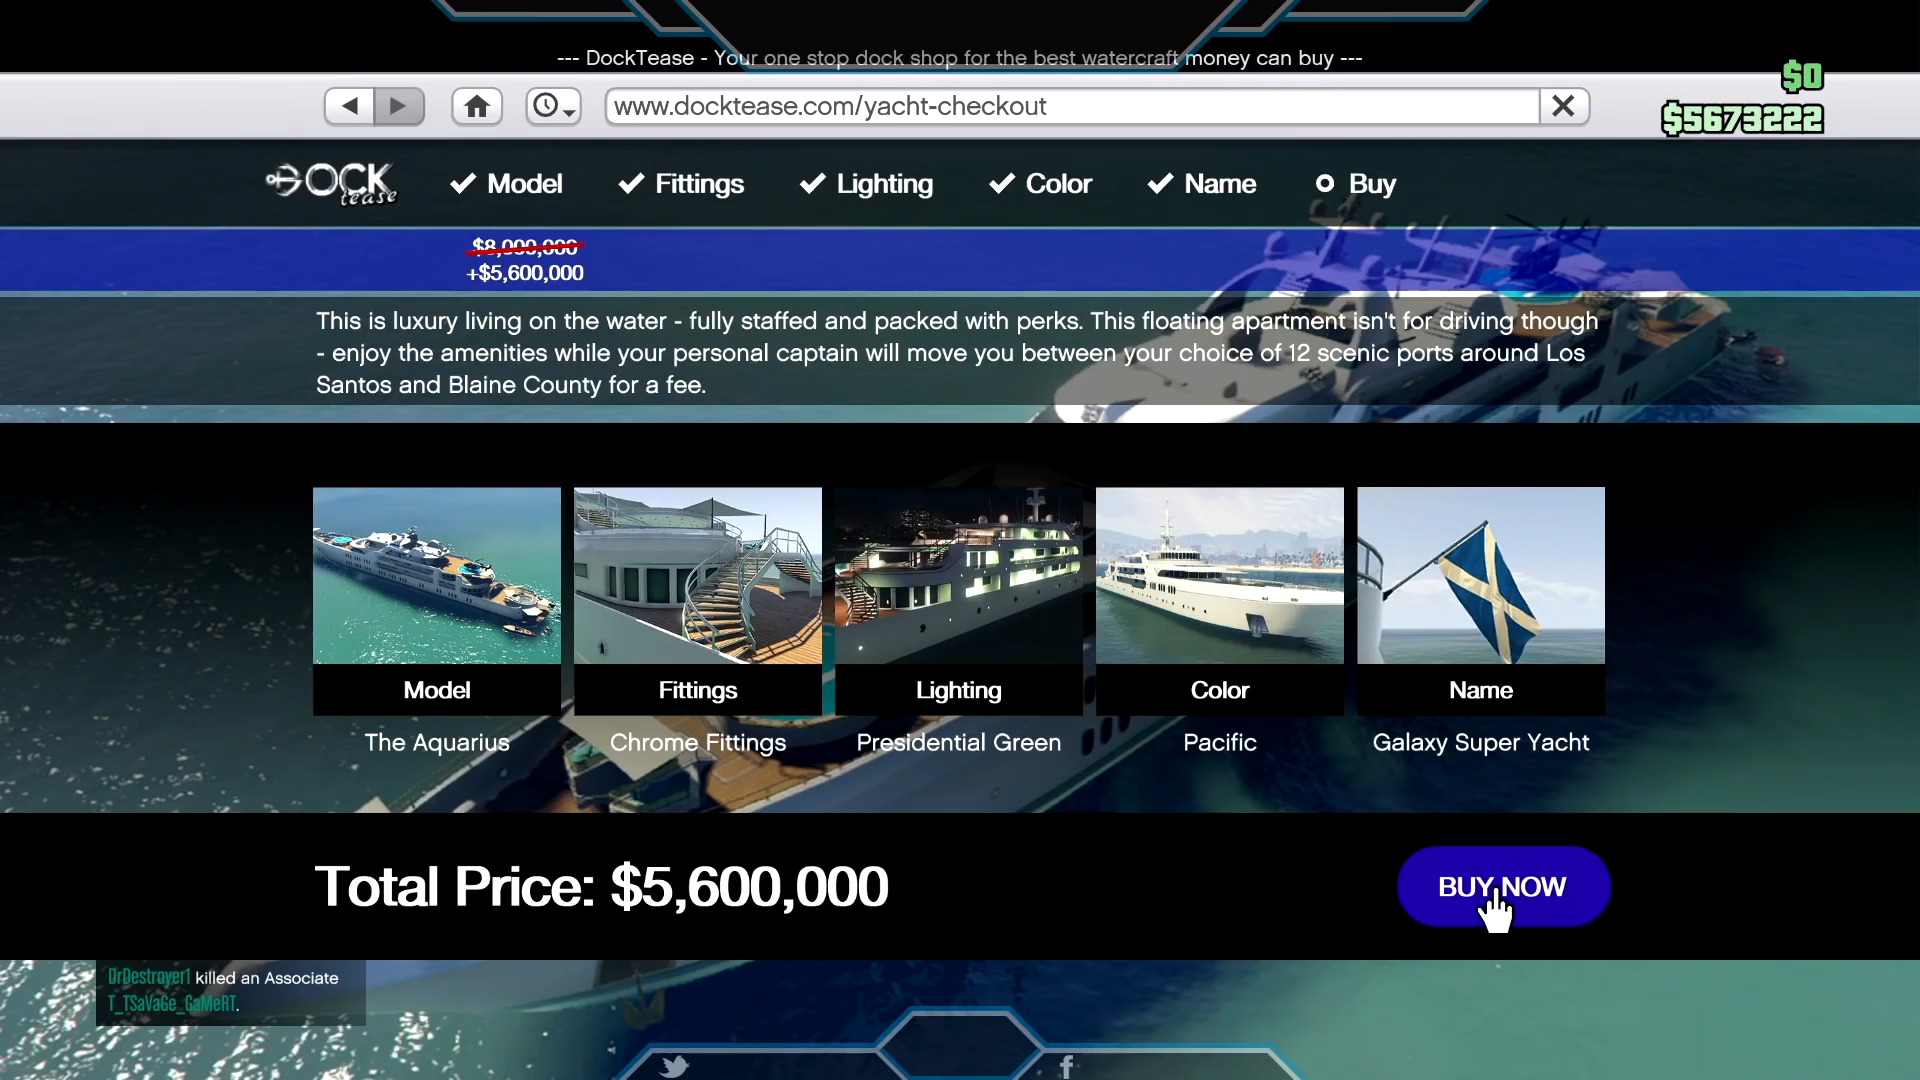 --- DockTease - Your one stop dock shop for the best watercraft money can buy ---
$0
www.docktease.com/yacht-checkout
$5673222
DOCK
tease
Model Fittings Lighting Color Name Buy
$8,000,000
+$5,600,000
This is luxury living on the water - fully staffed and packed with perks. This floating apartment isn't for driving though
- enjoy the amenities while your personal captain will move you between your choice of 12 scenic ports around Los
Santos and Blaine County for a fee.
Model Fittings Lighting Color Name
The Aquarius Chrome Fittings Presidential Green Pacific Galaxy Super Yacht
Total Price: $5,600,000
BUY NOW
DrDestroyer1 killed an Associate
T_TSaVaGe_GaMeRT.